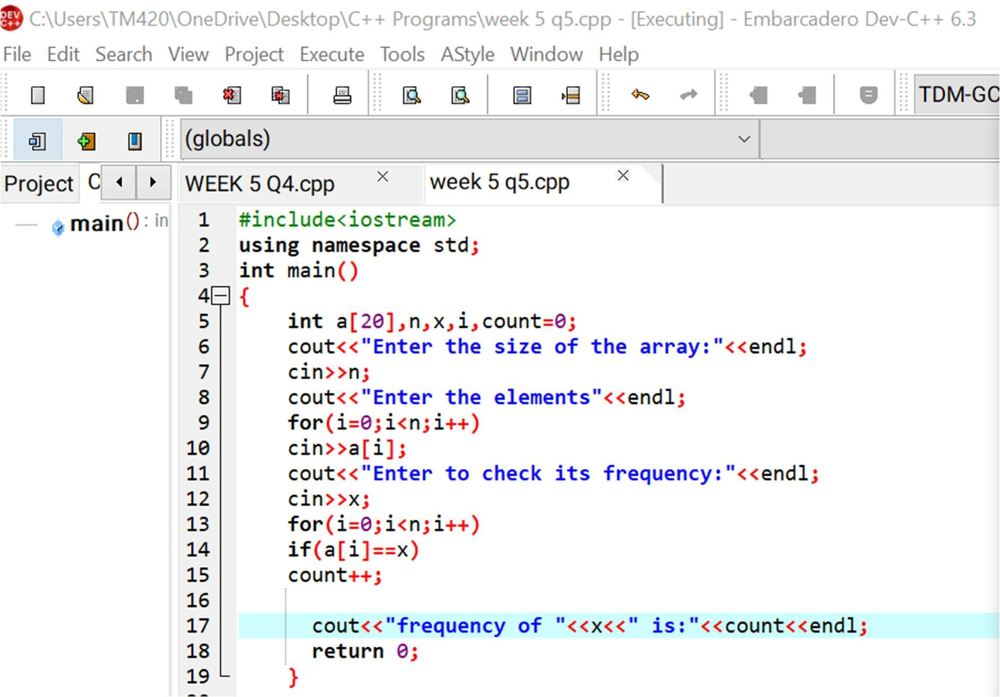 DEV C++ C:\Users\TM420\OneDrive\Desktop\C++ Programs\week 5 q5.cpp - [Executing] - Embarcadero Dev-C++ 6.3
File Edit Search View Project Execute Tools AStyle Window Help
TDM-GC
(globals)
Project C WEEK 5 Q4.cpp week 5 q5.cpp
main() : in
1 #include<iostream>
2 using namespace std;
3 int main()
4 {
5 int a[20],n,x,i,count=0;
6 cout<<"Enter the size of the array:"<<endl;
7 cin>>n;
8 cout<<"Enter the elements"<<endl;
9 for(i=0;i<n;i++)
10 cin>>a[i];
11 cout<<"Enter to check its frequency:"<<endl;
12 cin>>x;
13 for(i=0;i<n;i++)
14 if(a[i]==x)
15 count++;
16
17 cout<<"frequency of "<<x<<" is:"<<count<<endl;
18 return 0;
19 }